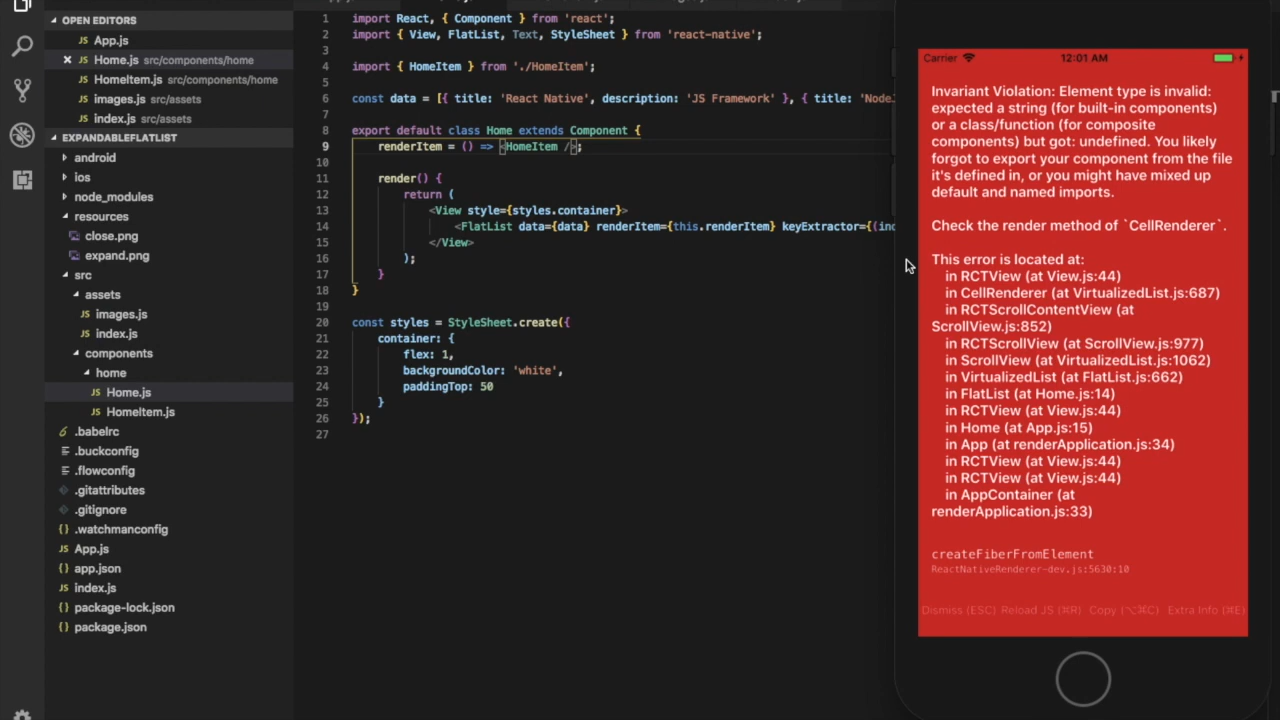 OPEN EDITORS
App.js
Home.js src/components/home
HomeItem.js src/components/home
images.js src/assets
index.js src/assets
EXPANDABLEFLATLIST
android
ios
node_modules
resources
close.png
expand.png
src
assets
images.js
index.js
components
home
Home.js
HomeItem.js
.babelrc
.buckconfig
.flowconfig
.gitattributes
.gitignore
.watchmanconfig
App.js
app.json
index.js
package-lock.json
package.json
1 import React, { Component } from 'react';
2 import { View, FlatList, Text, StyleSheet } from 'react-native';
3
4 import { HomeItem } from './HomeItem';
5
6 const data = [{ title: 'React Native', description: 'JS Framework' }, { title: 'Node
7
8 export default class Home extends Component {
9 renderItem = () => <HomeItem />;
10
11 render() {
12 return (
13 <View style={styles.container}>
14 <FlatList data={data} renderItem={this.renderItem} keyExtractor={(in
15 </View>
16 );
17 }
18 }
19
20 const styles = StyleSheet.create({
21 container: {
22 flex: 1,
23 backgroundColor: 'white',
24 paddingTop: 50
25 }
26 });
27
Carrier 12:01 AM
Invariant Violation: Element type is invalid:
expected a string (for built-in components)
or a class/function (for composite
components) but got: undefined. You likely
forgot to export your component from the file
it's defined in, or you might have mixed up
default and named imports.
Check the render method of `CellRenderer`.
This error is located at:
in RCTView (at View.js:44)
in CellRenderer (at VirtualizedList.js:687)
in RCTScrollContentView (at
ScrollView.js:852)
in RCTScrollView (at ScrollView.js:977)
in ScrollView (at VirtualizedList.js:1062)
in VirtualizedList (at FlatList.js:662)
in FlatList (at Home.js:14)
in RCTView (at View.js:44)
in Home (at App.js:15)
in App (at renderApplication.js:34)
in RCTView (at View.js:44)
in RCTView (at View.js:44)
in AppContainer (at
renderApplication.js:33)
createFiberFromElement
ReactNativeRenderer-dev.js:5630:10
Dismiss (ESC) Reload JS (⌘R) Copy (⌥⌘C) Extra Info (⌘E)